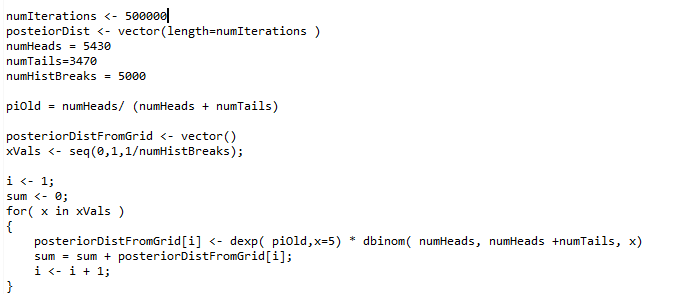 numIterations <- 500000
posteiorDist <- vector(length=numIterations )
numHeads = 5430
numTails=3470
numHistBreaks = 5000

piOld = numHeads/ (numHeads + numTails)

posteriorDistFromGrid <- vector()
xVals <- seq(0,1,1/numHistBreaks);

i <- 1;
sum <- 0;
for( x in xVals )
{
    posteriorDistFromGrid[i] <- dexp( piOld,x=5) * dbinom( numHeads, numHeads +numTails, x)
    sum = sum + posteriorDistFromGrid[i];
    i <- i + 1;
}